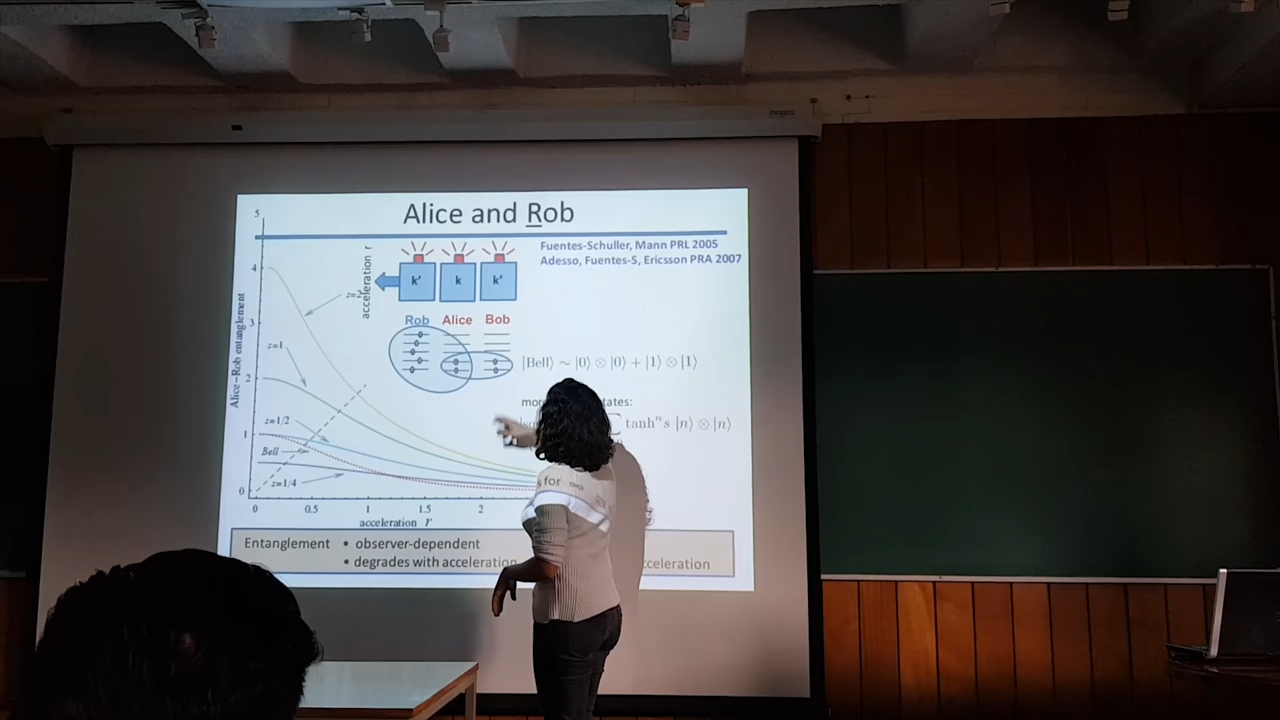 Alice and Rob
Fuentes-Schuller, Mann PRL 2005
Adesso, Fuentes-S, Ericsson PRA 2007
acceleration r
k' k k'
Rob Alice Bob
|Bell⟩ ∼ |0⟩ ⊗ |0⟩ + |1⟩ ⊗ |1⟩
tanhⁿs |n⟩ ⊗ |n⟩
s for ∞
Alice-Rob entanglement
5
4
3
2
1
0
z=2
z=1
z=1/2
Bell
z=1/4
0 0.5 1 1.5 2
acceleration r
Entanglement • observer-dependent
• degrades with acceleration